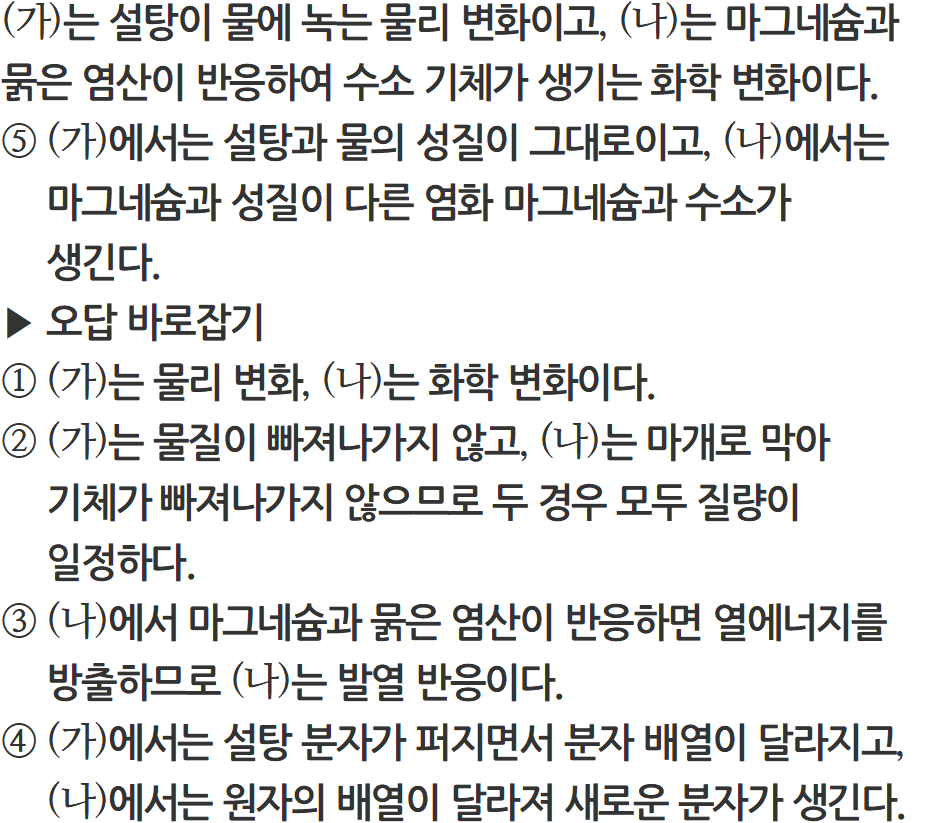 (가)는 설탕이 물에 녹는 물리 변화이고, (나)는 마그네슘과
묽은 염산이 반응하여 수소 기체가 생기는 화학 변화이다.
⑤ (가)에서는 설탕과 물의 성질이 그대로이고, (나)에서는
마그네슘과 성질이 다른 염화 마그네슘과 수소가
생긴다.
▶ 오답 바로잡기
① (가)는 물리 변화, (나)는 화학 변화이다.
② (가)는 물질이 빠져나가지 않고, (나)는 마개로 막아
기체가 빠져나가지 않으므로 두 경우 모두 질량이
일정하다.
③ (나)에서 마그네슘과 묽은 염산이 반응하면 열에너지를
방출하므로 (나)는 발열 반응이다.
④ (가)에서는 설탕 분자가 퍼지면서 분자 배열이 달라지고,
(나)에서는 원자의 배열이 달라져 새로운 분자가 생긴다.